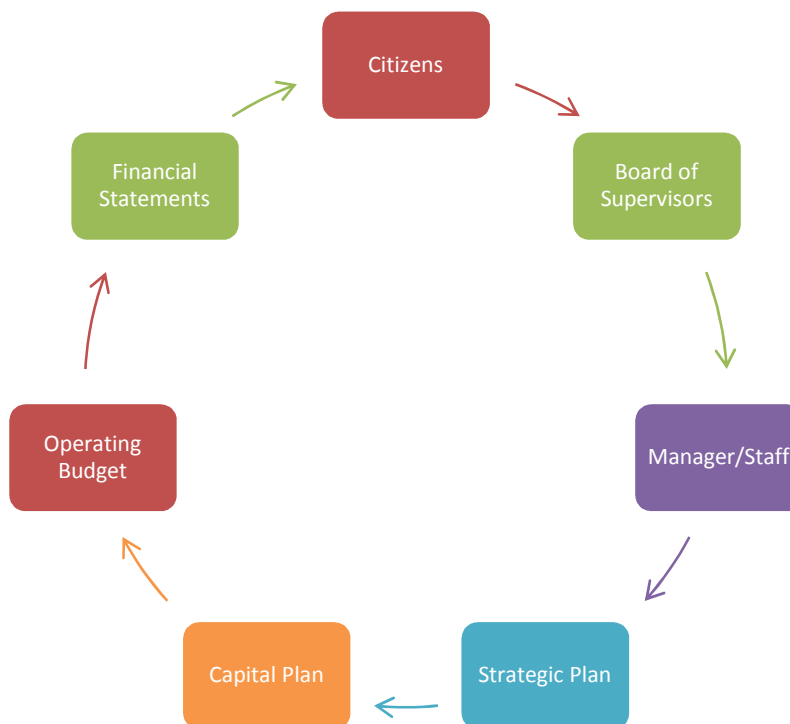 Citizens
Board of
Supervisors
Manager/Staff
Strategic Plan
Capital Plan
Operating
Budget
Financial
Statements